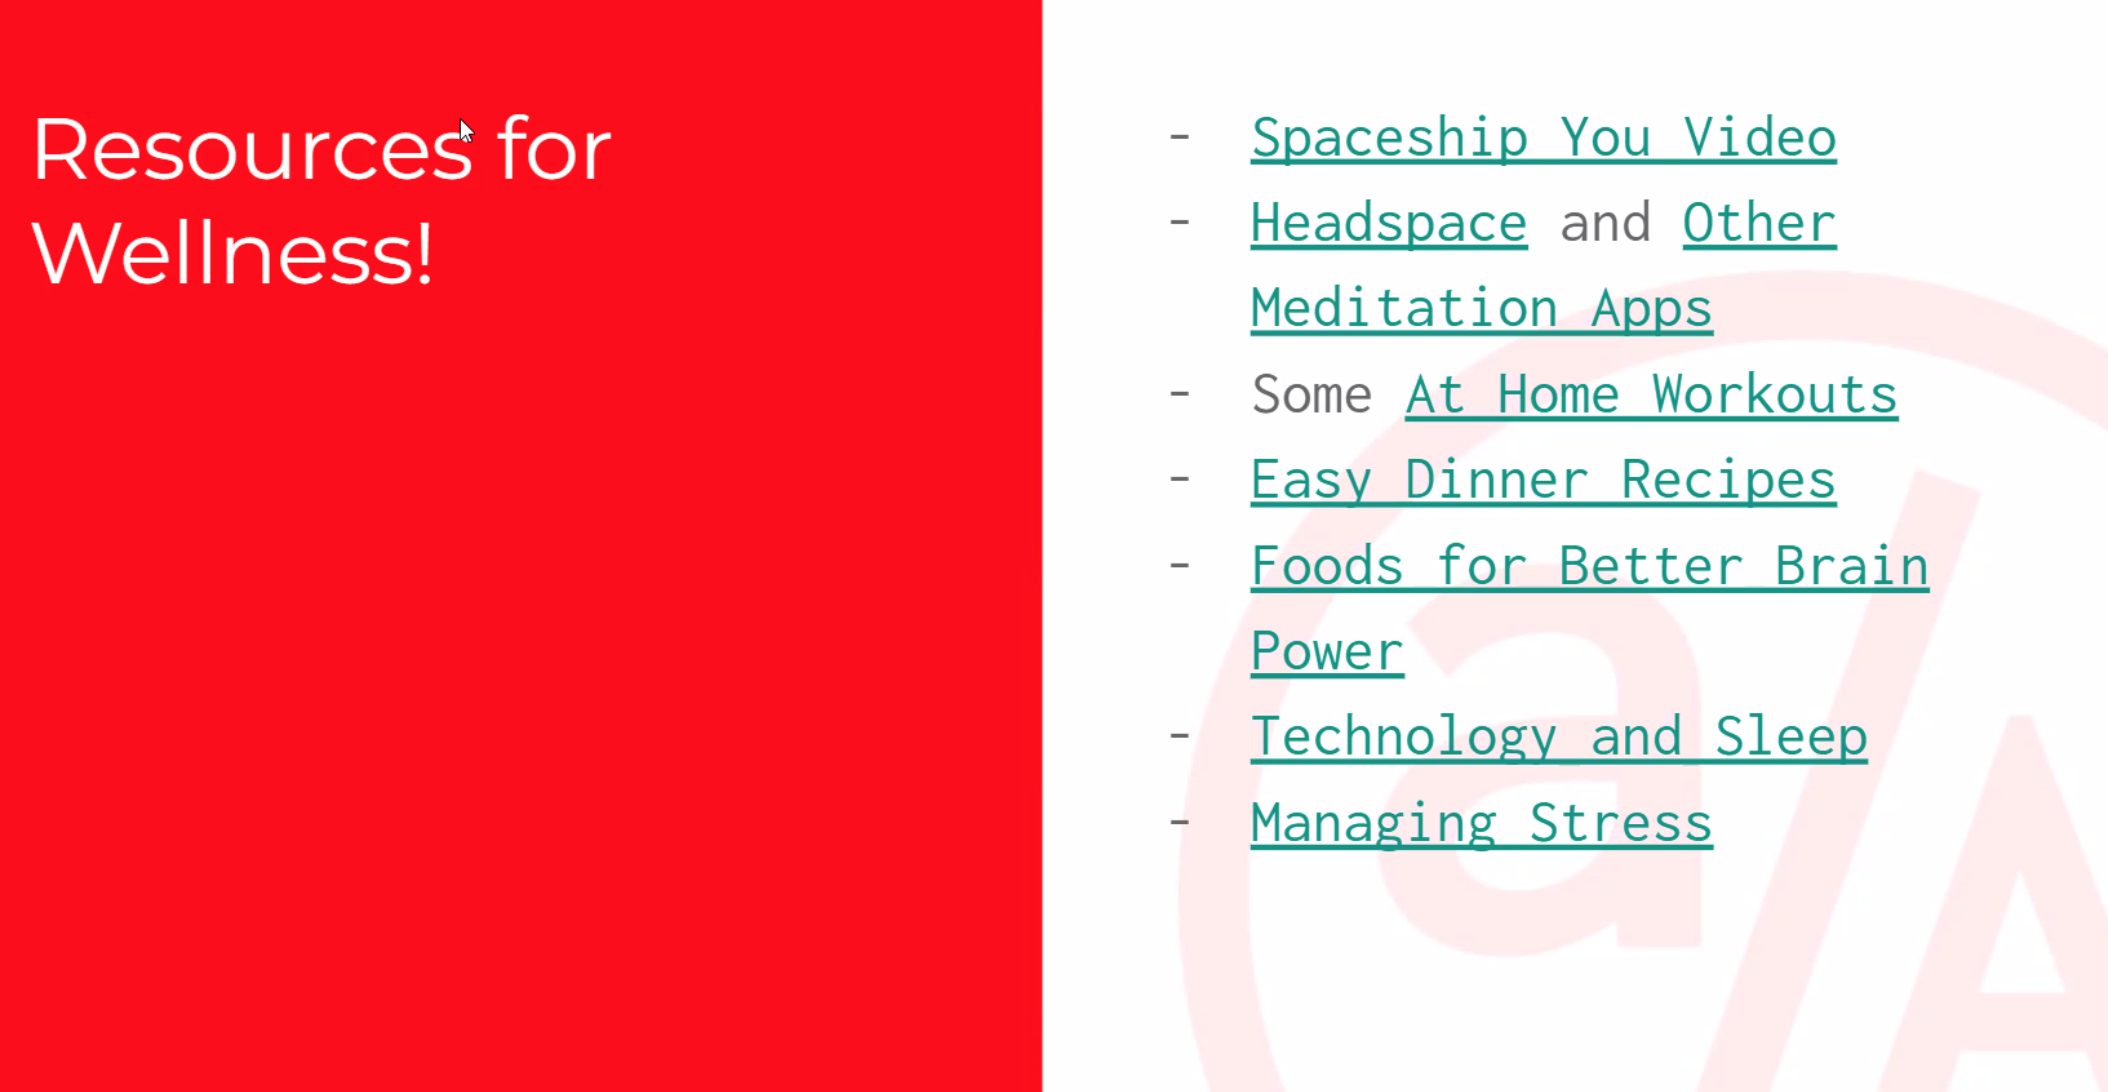 Resources for
Wellness!
- Spaceship You Video
- Headspace and Other
Meditation Apps
- Some At Home Workouts
- Easy Dinner Recipes
- Foods for Better Brain
Power
- Technology and Sleep
- Managing Stress
a/A